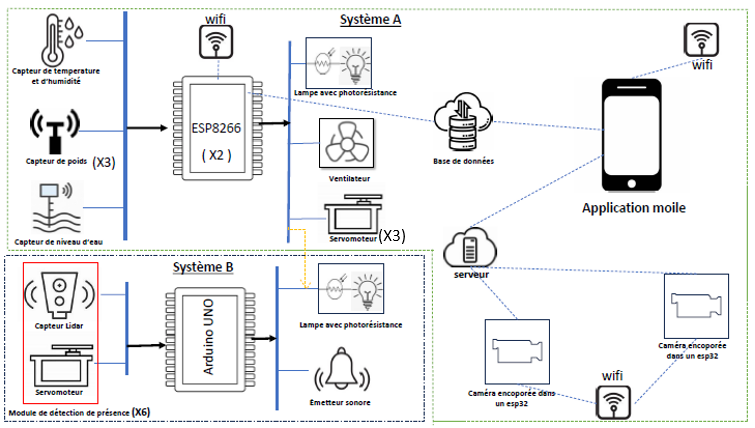 Système A
wifi
wifi
Capteur de temperature
et d'humidité
Lampe avec photoresistance
ESP8266
( X2 )
Capteur de poids (X3)
Base de données
Ventilateur
Application moile
Capteur de niveau d'eau
Servomoteur (X3)
serveur
Système B
Capteur Lidar
Arduino UNO
Lampe avec photorésistance
Servomoteur
Emetteur sonore
Module de détection de présence (X6)
Caméra encoporée
dans un esp32
wifi
Caméra encoporée dans
un esp32